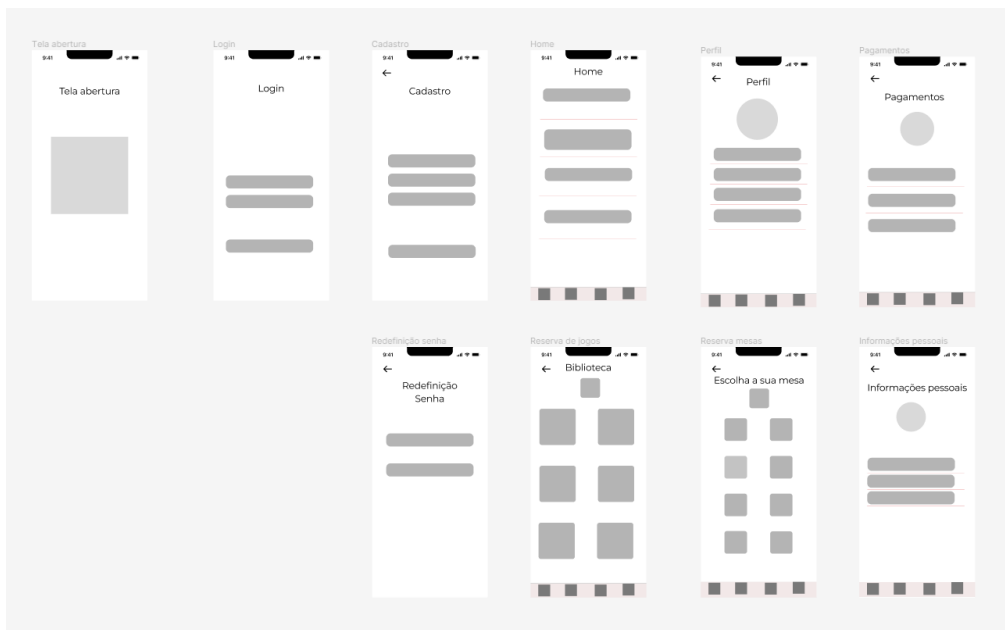 Tela abertura
9:41
Tela abertura
Login
9:41
Login
Cadastro
9:41
Cadastro
Home
9:41
Home
Perfil
9:41
Perfil
Pagamentos
9:41
Pagamentos
Redefinição senha
9:41
Redefinição
Senha
Reserva de jogos
9:41
Biblioteca
Reserva mesas
9:41
Escolha a sua mesa
Informações pessoais
9:41
Informações pessoais